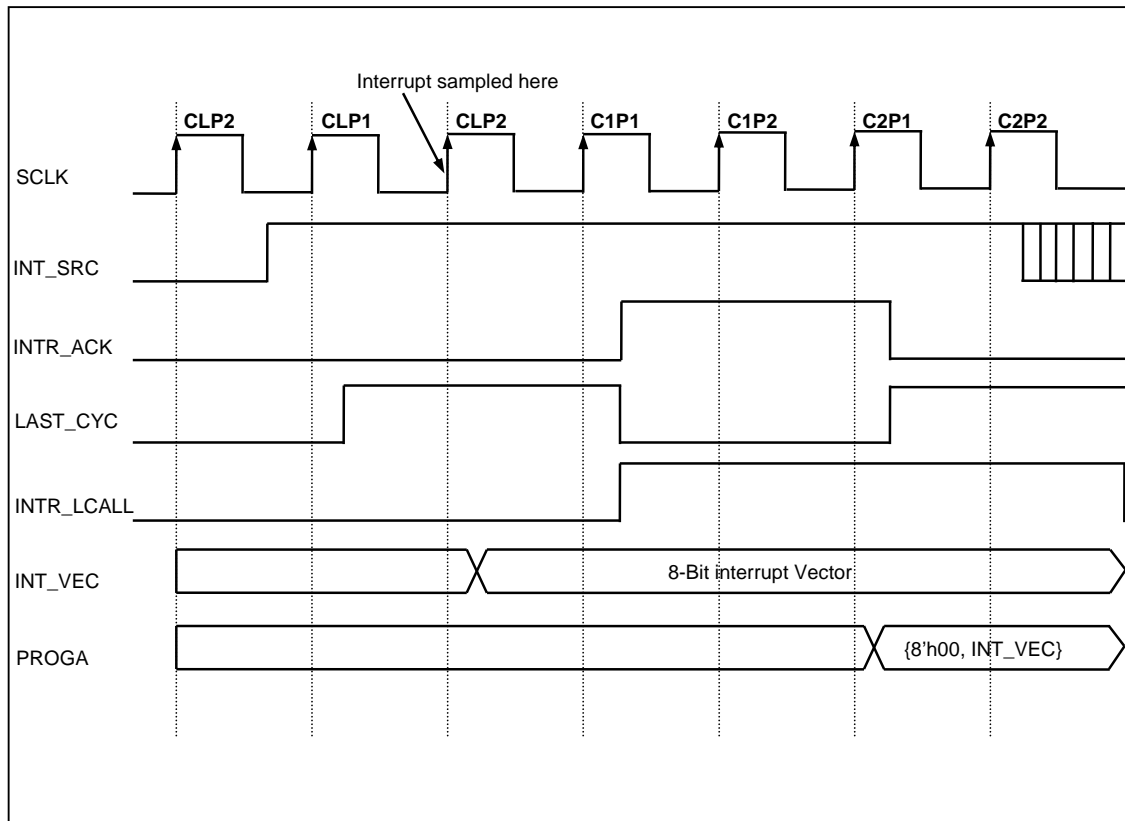 Interrupt sampled here
CLP2 CLP1 CLP2 C1P1 C1P2 C2P1 C2P2
SCLK
INT_SRC
INTR_ACK
LAST_CYC
INTR_LCALL
INT_VEC 8-Bit interrupt Vector
PROGA {8’h00, INT_VEC}